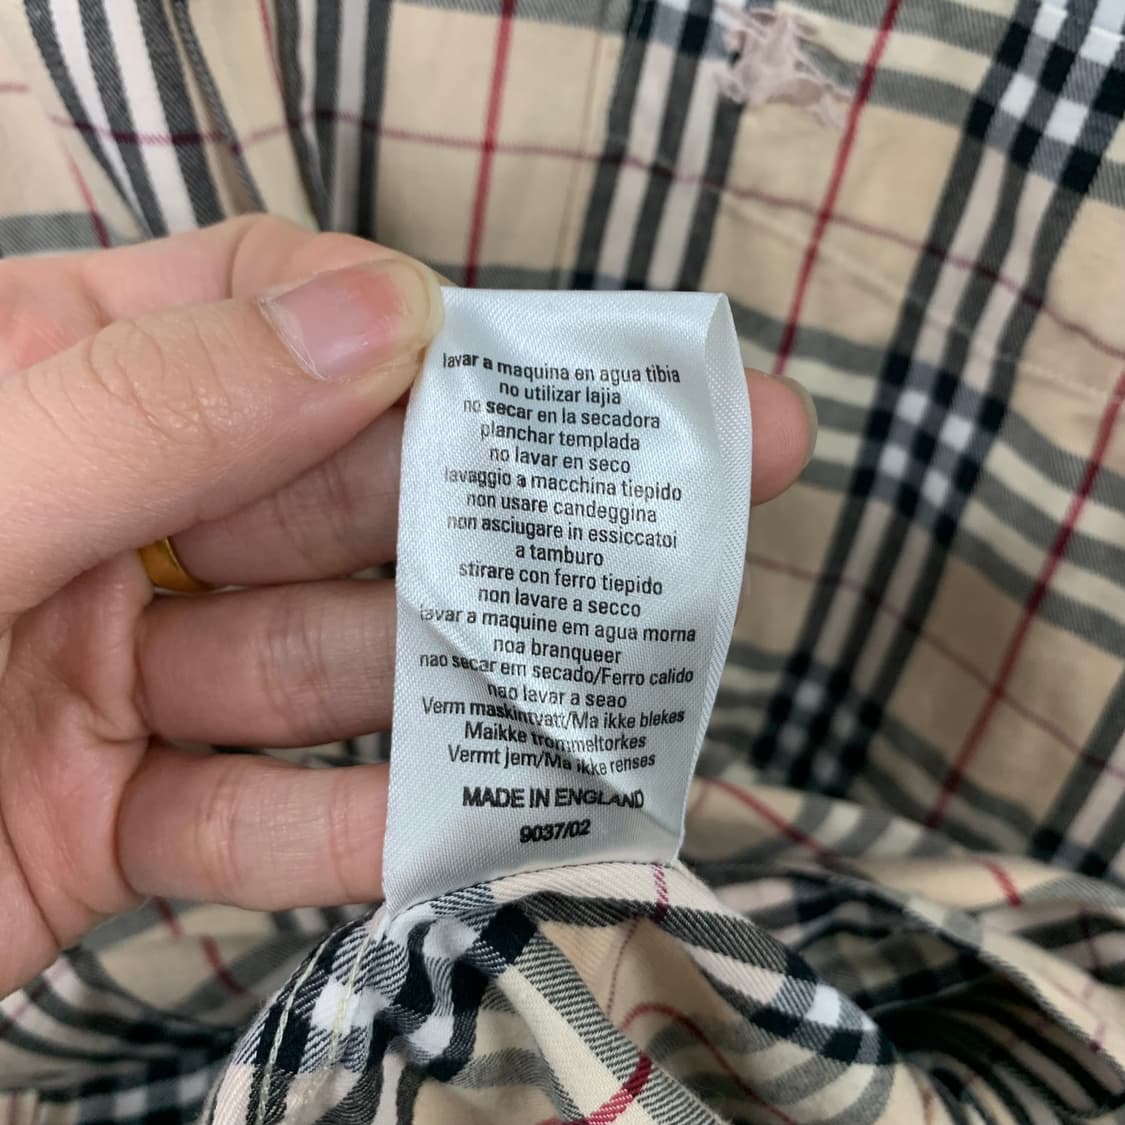 lavar a maquina en agua tibia
no utilizar lajia
no secar en la secadora
planchar templada
no lavar en seco
lavaggio a macchina tiepido
non usare candeggina
non asciugare in essiccatoi
a tamburo
stirare con ferro tiepido
non lavare a secco
lavar a maquine em agua morna
noa branqueer
nao secar em secado/Ferro calido
nao lavar a seao
Verm maskintvatt/Ma ikke blekes
Maikke trommeltorkes
Vermt jem/Ma ikke renses
MADE IN ENGLAND
9037/02